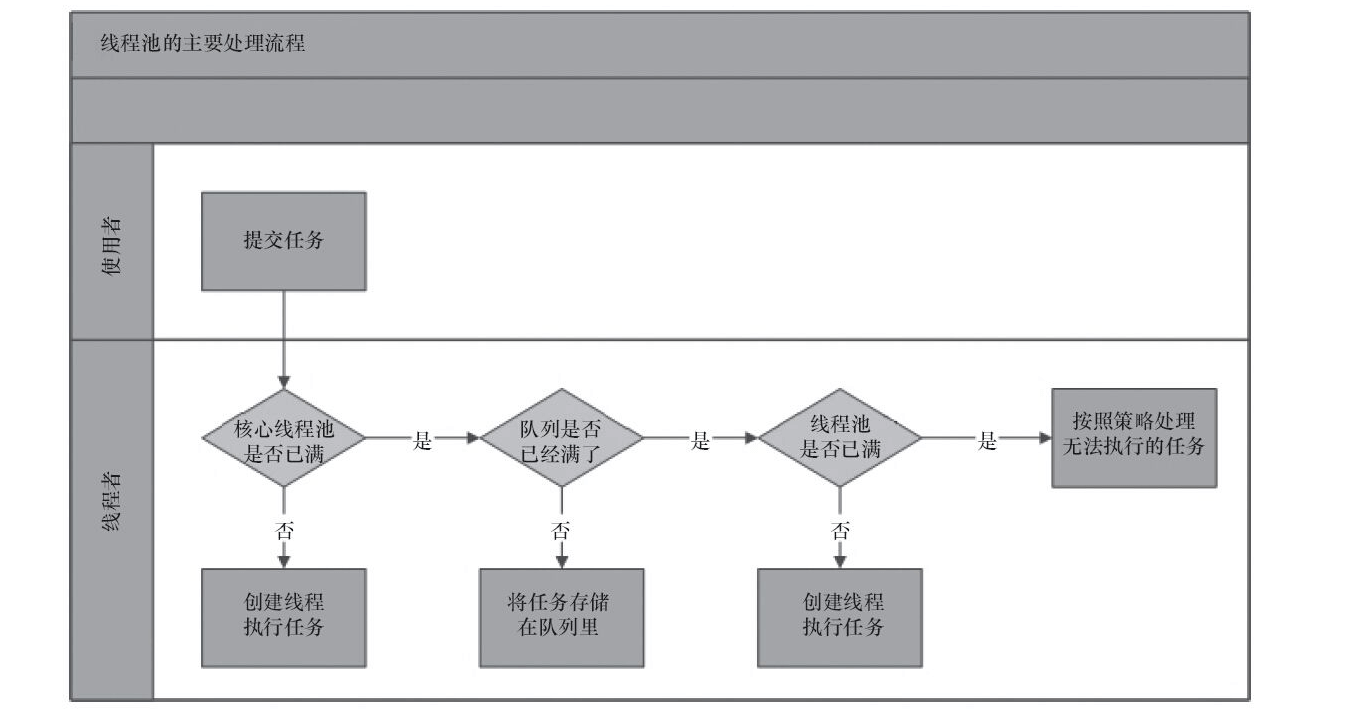 线程池的主要处理流程
使用者
提交任务
线程者
核心线程池
是否已满
是
队列是否
已经满了
是
线程池
是否已满
是
按照策略处理
无法执行的任务
否
否
否
创建线程
执行任务
将任务存储
在队列里
创建线程
执行任务